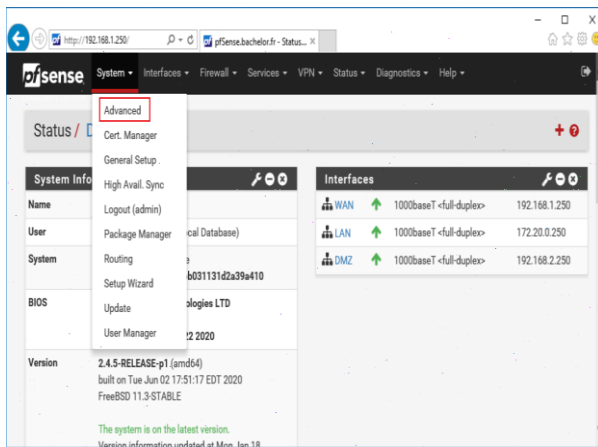 http://192.168.1.250/
pfSense.bachelor.fr - Status...
pfsense System Interfaces Firewall Services VPN Status Diagnostics Help
Advanced
Cert. Manager
General Setup
High Avail. Sync
Logout (admin)
Package Manager
Routing
Setup Wizard
Update
User Manager
Status /
System Info
Name
User
cal Database)
System
b031131d2a39a410
BIOS
ologies LTD
22 2020
Version
2.4.5-RELEASE-p1 (amd64)
built on Tue Jun 02 17:51:17 EDT 2020
FreeBSD 11.3-STABLE
The system is on the latest version.
Version information updated at Mon Jan 18
Interfaces
WAN 1000baseT <full-duplex> 192.168.1.250
LAN 1000baseT <full-duplex> 172.20.0.250
DMZ 1000baseT <full-duplex> 192.168.2.250